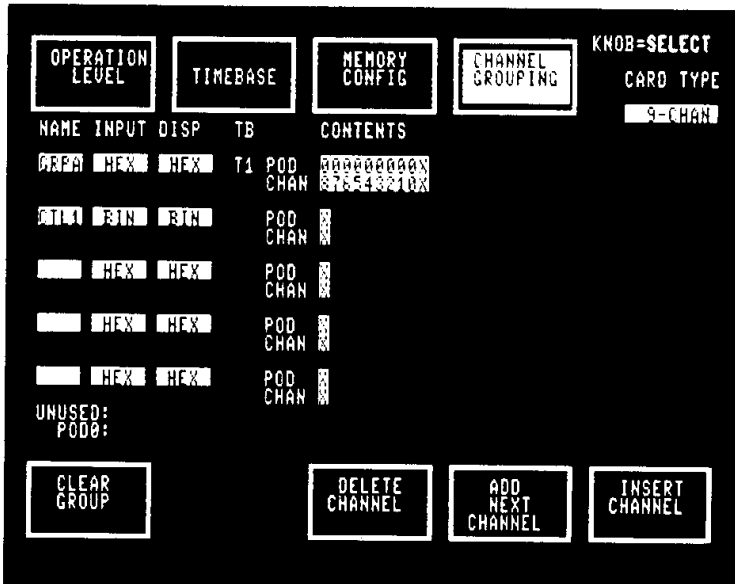 KNOB=SELECT
OPERATION LEVEL
TIMEBASE
MEMORY CONFIG
CHANNEL GROUPING
CARD TYPE
9-CHAN
NAME INPUT DISP TB CONTENTS
GRPA HEX HEX T1 POD 000000000X
CHAN 876543210X
CTL1 BIN BIN POD X
CHAN X
HEX HEX POD X
CHAN X
HEX HEX POD X
CHAN X
HEX HEX POD X
CHAN X
UNUSED:
POD0:
CLEAR GROUP
DELETE CHANNEL
ADD NEXT CHANNEL
INSERT CHANNEL